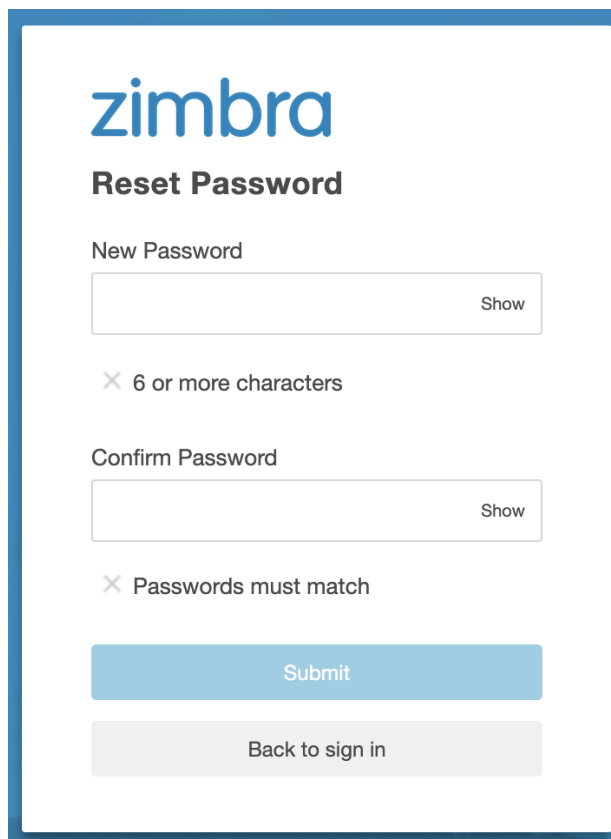 zimbra
Reset Password
New Password
Show
6 or more characters
Confirm Password
Show
Passwords must match
Submit
Back to sign in